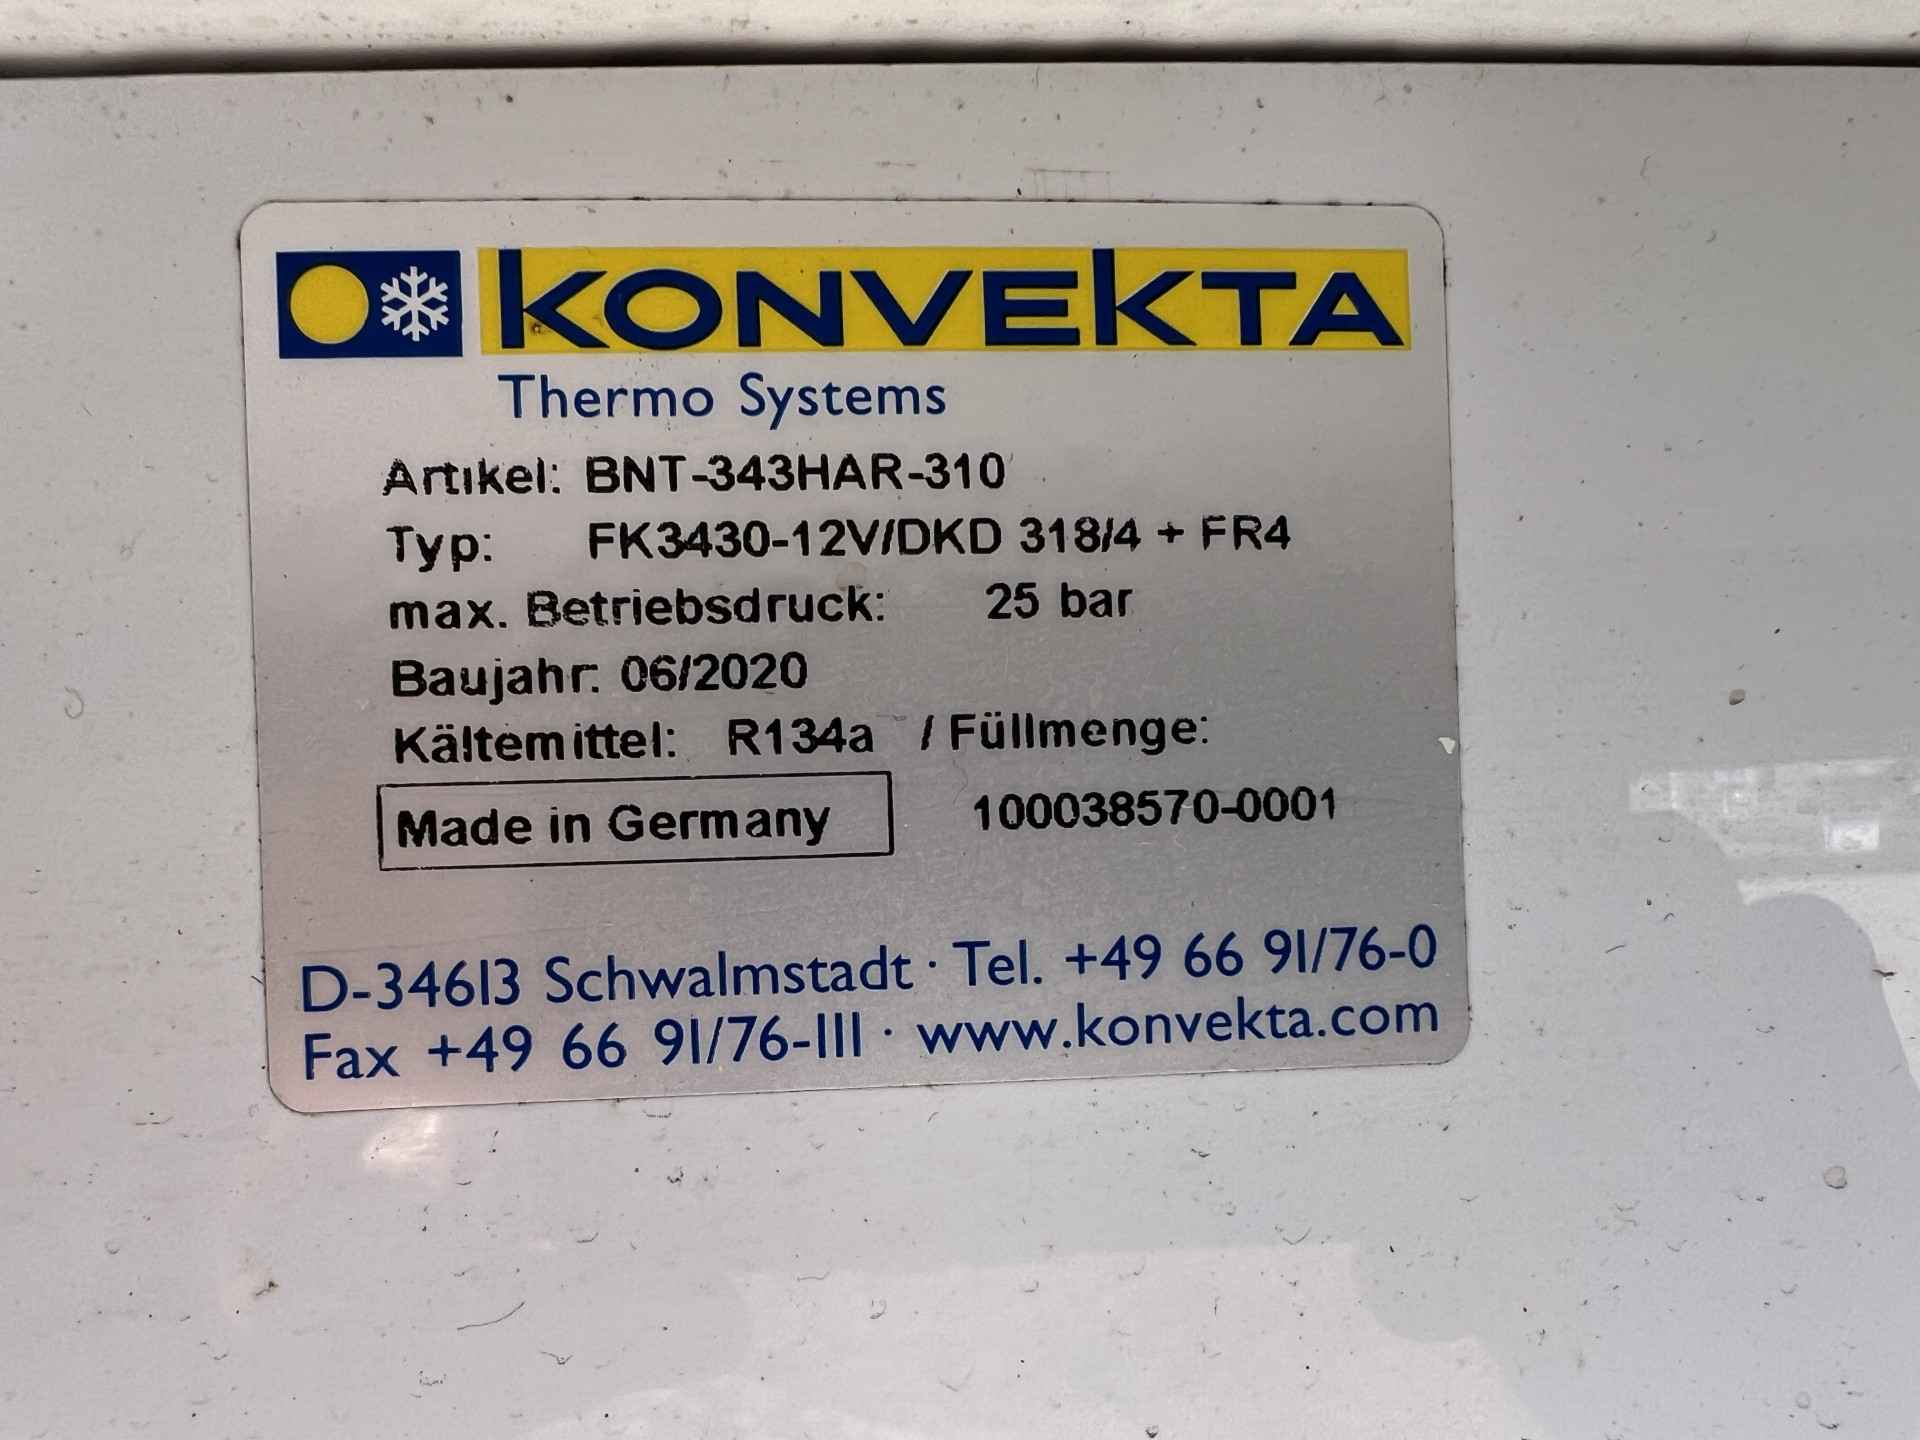 KONVEKTA
Thermo Systems
Artikel: BNT-343HAR-310
Typ: FK3430-12V/DKD 318/4 + FR4
max. Betriebsdruck: 25 bar
Baujahr: 06/2020
Kältemittel: R134a / Füllmenge:
Made in Germany 100038570-0001
D-34613 Schwalmstadt · Tel. +49 66 91/76-0
Fax +49 66 91/76-111 · www.konvekta.com